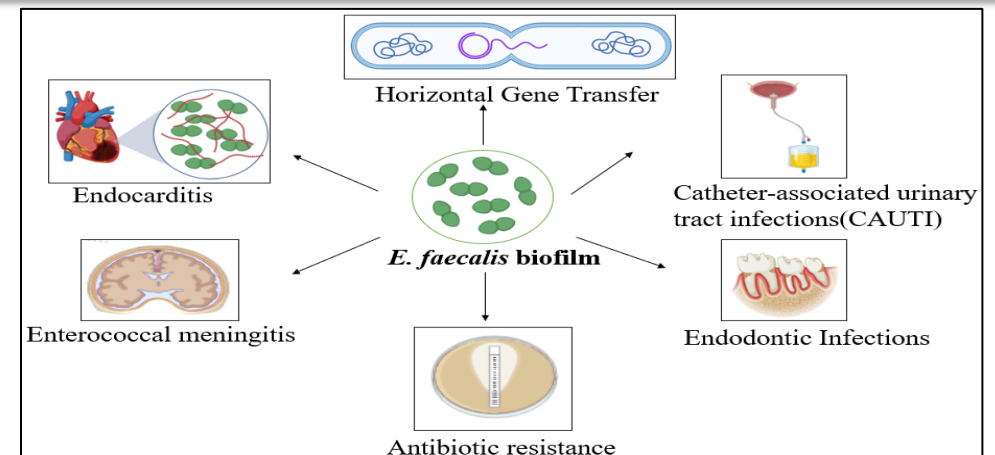 Horizontal Gene Transfer
Endocarditis
Catheter-associated urinary
tract infections(CAUTI)
E. faecalis biofilm
Enterococcal meningitis
Endodontic Infections
Antibiotic resistance